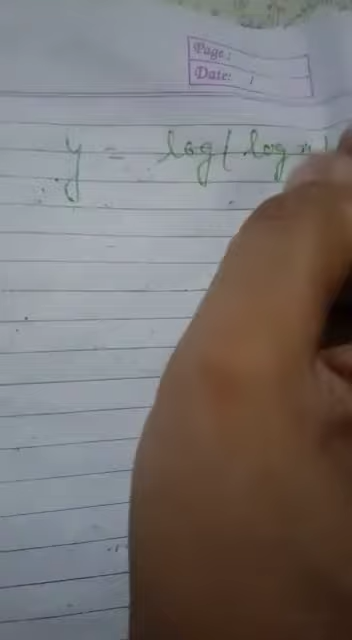 Page :
Date: /
y = log( log x)